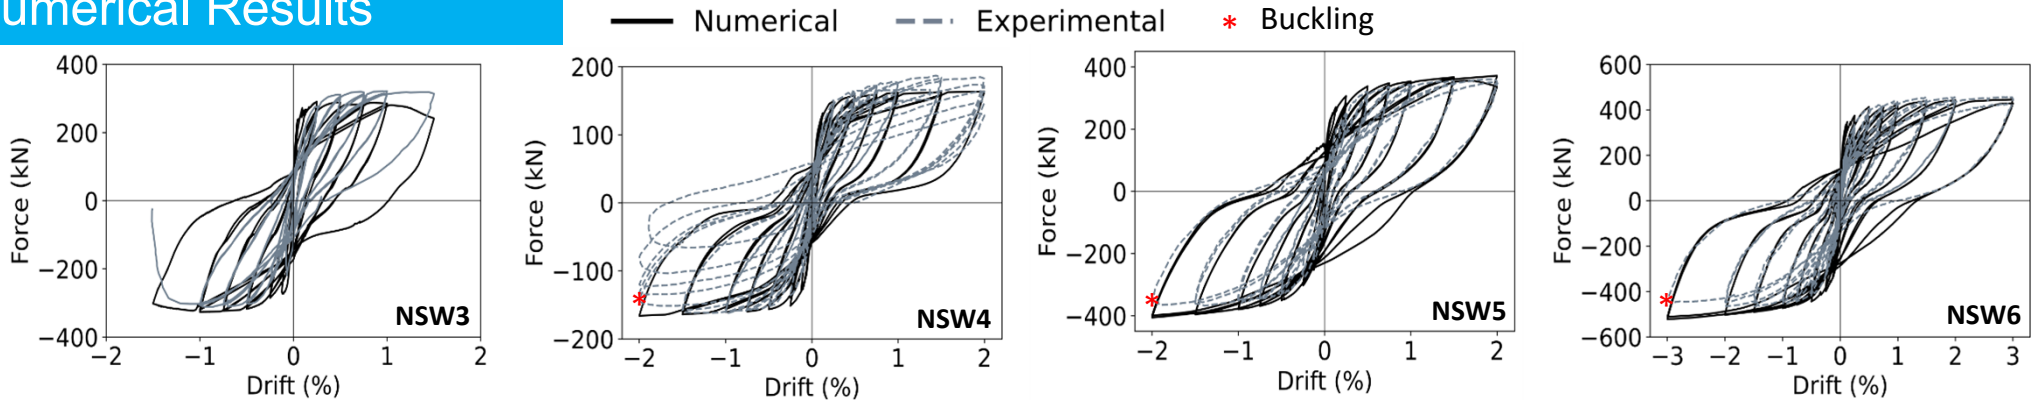 umerical Results
Numerical Experimental * Buckling
400
200
0
−200
−400
−2 −1 0 1 2
Force (kN)
Drift (%)
NSW3
200
100
0
−100
−200
−2 −1 0 1 2
Force (kN)
Drift (%)
NSW4
400
200
0
−200
−400
−2 −1 0 1 2
Force (kN)
Drift (%)
NSW5
600
400
200
0
−200
−400
−600
−3 −2 −1 0 1 2 3
Force (kN)
Drift (%)
NSW6